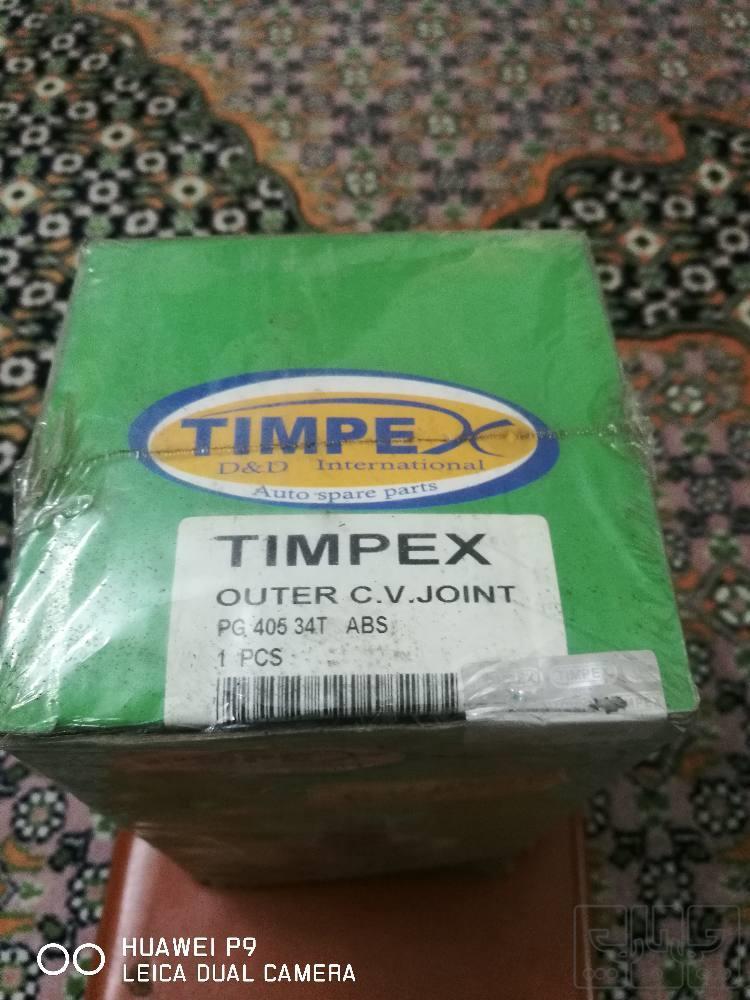 TIMPEX
D&D International
Auto spare parts
TIMPEX
OUTER C.V.JOINT
PG 405 34T ABS
1 PCS
TIMPEX
HUAWEI P9
LEICA DUAL CAMERA